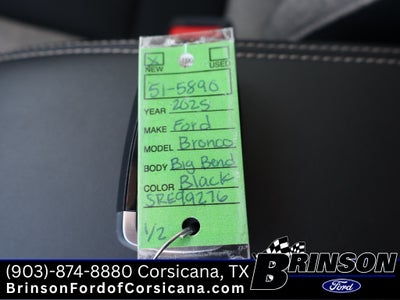 NEW USED
51-5890
YEAR 2025
MAKE Ford
MODEL Bronco
BODY Big Bend
COLOR Black
SRE99276
1/2
BRINSON
Ford
(903)-874-8880 Corsicana, TX
BrinsonFordofCorsicana.com